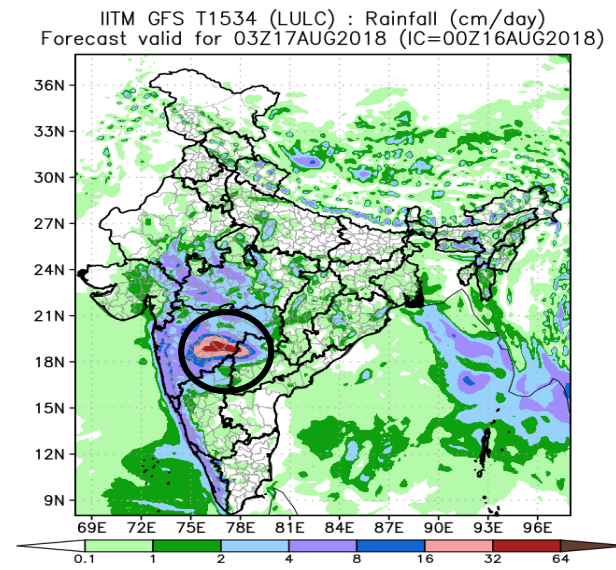 IITM GFS T1534 (LULC) : Rainfall (cm/day)
Forecast valid for 03Z17AUG2018 (IC=00Z16AUG2018)
36N
33N
30N
27N
24N
21N
18N
15N
12N
9N
69E 72E 75E 78E 81E 84E 87E 90E 93E 96E
0.1 1 2 4 8 16 32 64